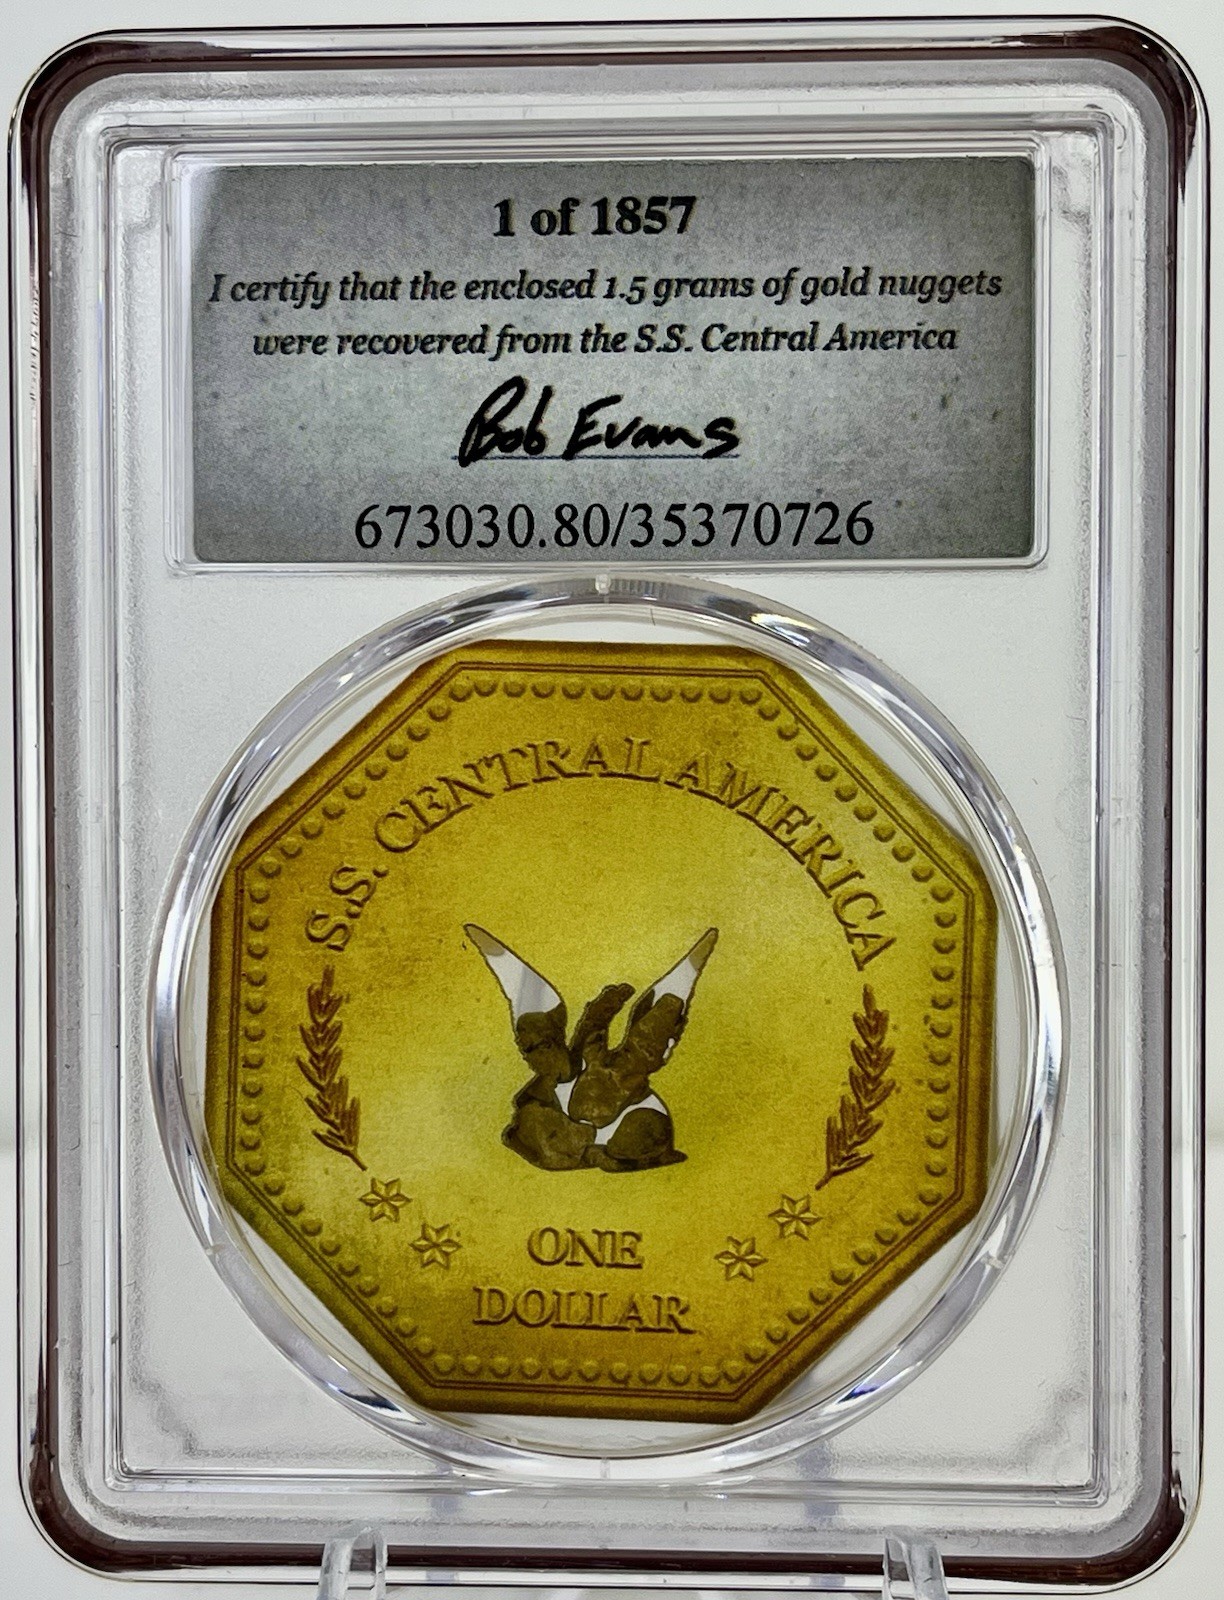 1 of 1857
I certify that the enclosed 1.5 grams of gold nuggets
were recovered from the S.S. Central America
Bob Evans
673030.80/35370726
S.S. CENTRAL AMERICA
ONE
DOLLAR